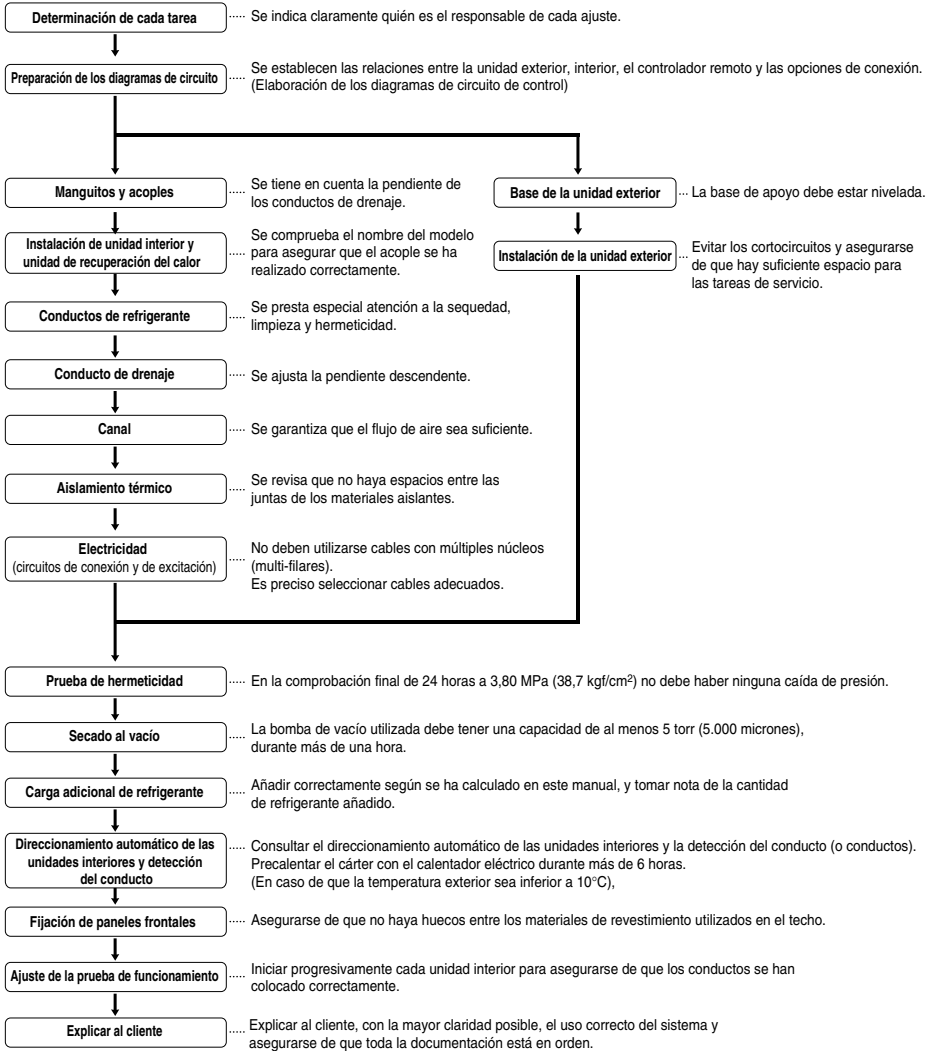 Determinación de cada tarea
..... Se indica claramente quién es el responsable de cada ajuste.
Preparación de los diagramas de circuito
..... Se establecen las relaciones entre la unidad exterior, interior, el controlador remoto y las opciones de conexión.
(Elaboración de los diagramas de circuito de control)
Manguitos y acoples
..... Se tiene en cuenta la pendiente de
los conductos de drenaje.
Instalación de unidad interior y
unidad de recuperación del calor
..... Se comprueba el nombre del modelo
para asegurar que el acople se ha
realizado correctamente.
Conductos de refrigerante
..... Se presta especial atención a la sequedad,
limpieza y hermeticidad.
Conducto de drenaje
..... Se ajusta la pendiente descendente.
Canal
..... Se garantiza que el flujo de aire sea suficiente.
Aislamiento térmico
..... Se revisa que no haya espacios entre las
juntas de los materiales aislantes.
Electricidad
(circuitos de conexión y de excitación)
..... No deben utilizarse cables con múltiples núcleos
(multi-filares).
Es preciso seleccionar cables adecuados.
Base de la unidad exterior
... La base de apoyo debe estar nivelada.
Instalación de la unidad exterior
... Evitar los cortocircuitos y asegurarse
de que hay suficiente espacio para
las tareas de servicio.
Prueba de hermeticidad
..... En la comprobación final de 24 horas a 3,80 MPa (38,7 kgf/cm²) no debe haber ninguna caída de presión.
Secado al vacío
..... La bomba de vacío utilizada debe tener una capacidad de al menos 5 torr (5.000 micrones),
durante más de una hora.
Carga adicional de refrigerante
..... Añadir correctamente según se ha calculado en este manual, y tomar nota de la cantidad
de refrigerante añadido.
Direccionamiento automático de las
unidades interiores y detección
del conducto
..... Consultar el direccionamiento automático de las unidades interiores y la detección del conducto (o conductos).
Precalentar el cárter con el calentador eléctrico durante más de 6 horas.
(En caso de que la temperatura exterior sea inferior a 10°C),
Fijación de paneles frontales
..... Asegurarse de que no haya huecos entre los materiales de revestimiento utilizados en el techo.
Ajuste de la prueba de funcionamiento
..... Iniciar progresivamente cada unidad interior para asegurarse de que los conductos se han
colocado correctamente.
Explicar al cliente
..... Explicar al cliente, con la mayor claridad posible, el uso correcto del sistema y
asegurarse de que toda la documentación está en orden.